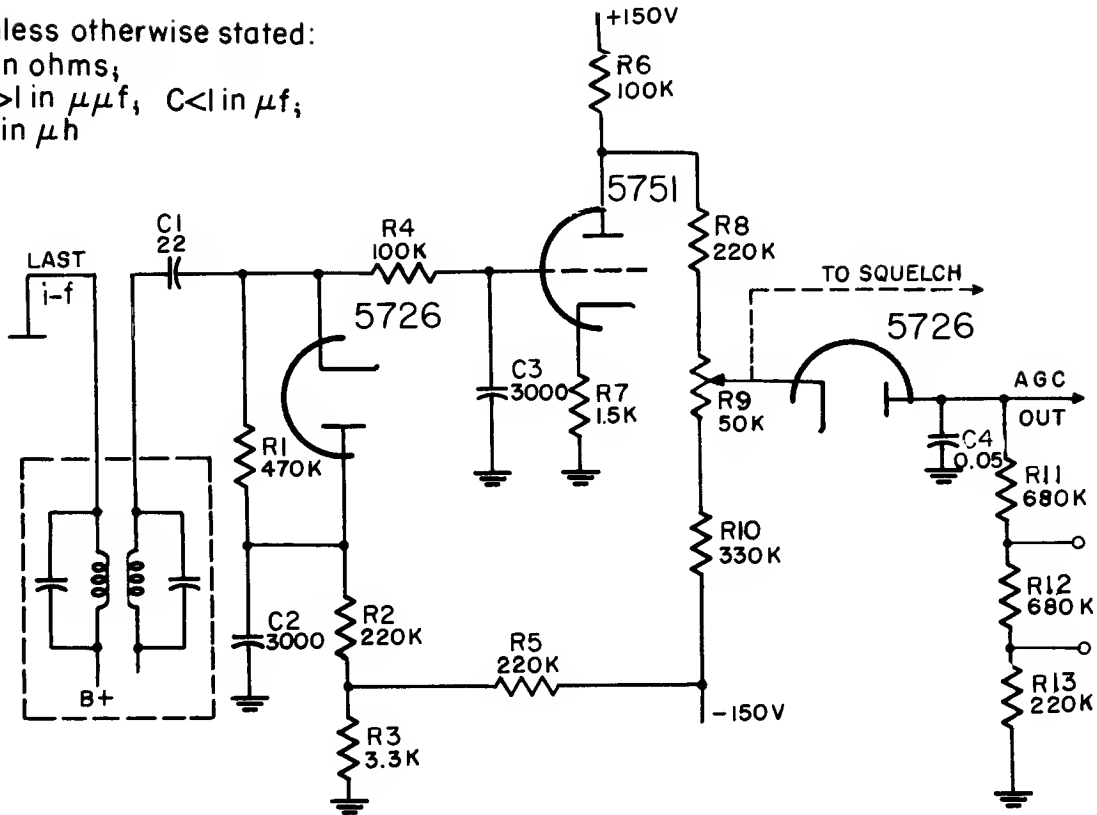 less otherwise stated:
n ohms;
>1 in μμf; C<1 in μf;
in μh
+150V
R6
100K
5751
C1
22
R4
100K
R8
220K
LAST
i-f
TO SQUELCH
5726
5726
C3
3000
R7
1.5K
R9
50K
AGC
OUT
C4
0.05
R1
470K
R11
680K
R10
330K
C2
3000
R2
220K
R5
220K
R12
680K
B+
-150V
R13
220K
R3
3.3K